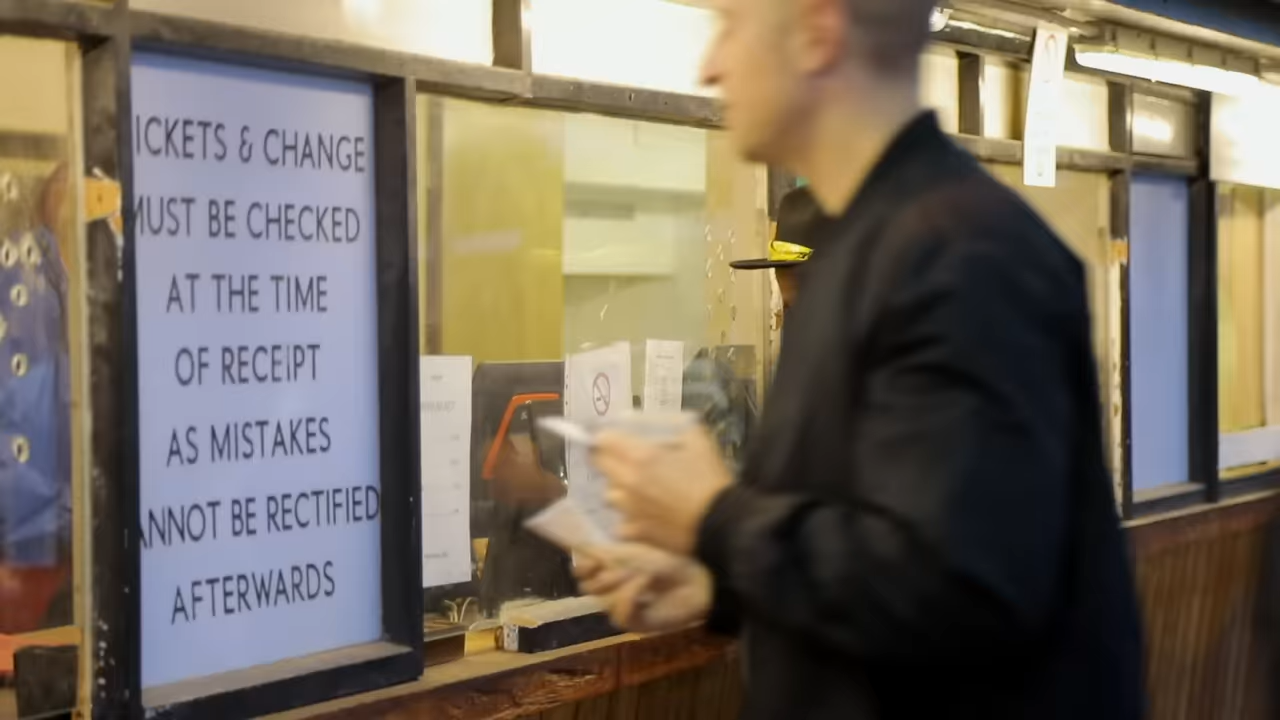 ICKETS & CHANGE
MUST BE CHECKED
AT THE TIME
OF RECEIPT
AS MISTAKES
ANNOT BE RECTIFIED
AFTERWARDS